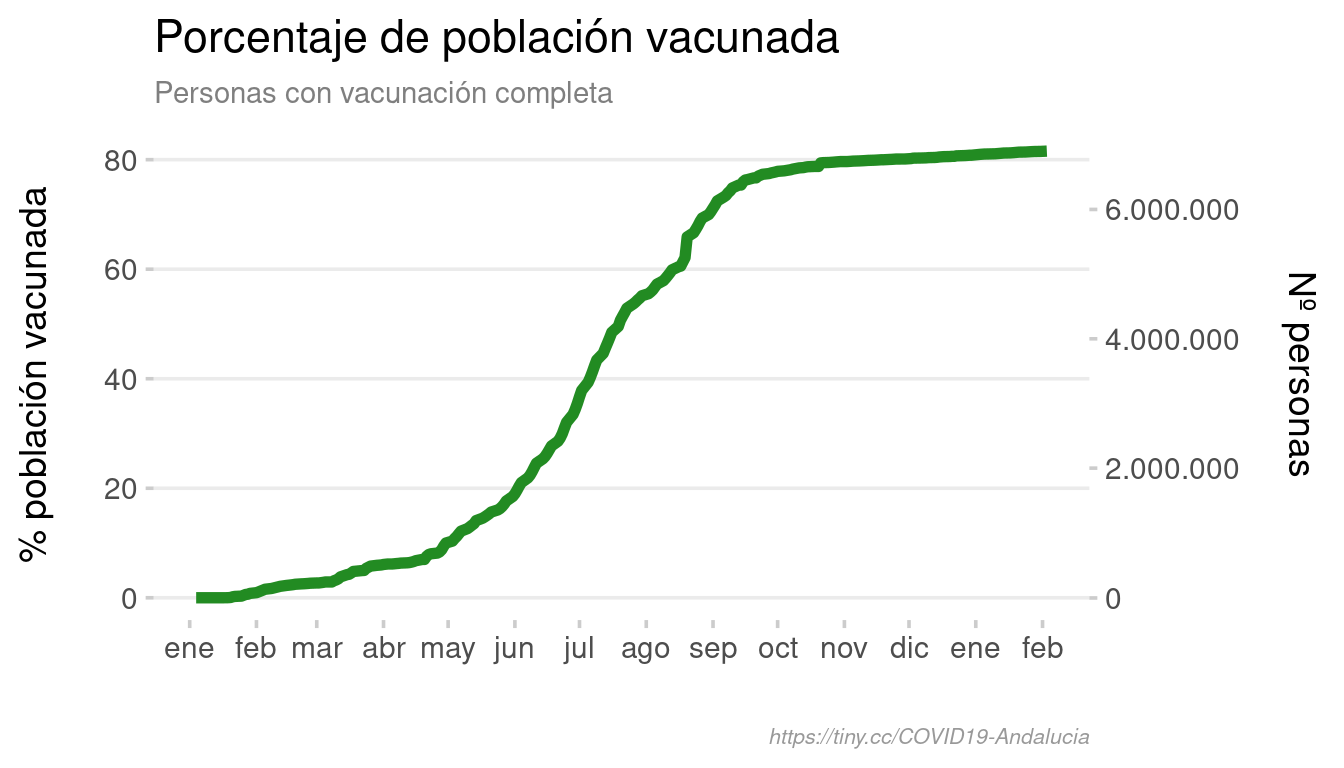 Porcentaje de población vacunada
Personas con vacunación completa
% población vacunada
80
60
40
20
0
6.000.000
4.000.000
2.000.000
0
Nº personas
ene feb mar abr may jun jul ago sep oct nov dic ene feb
https://tiny.cc/COVID19-Andalucia